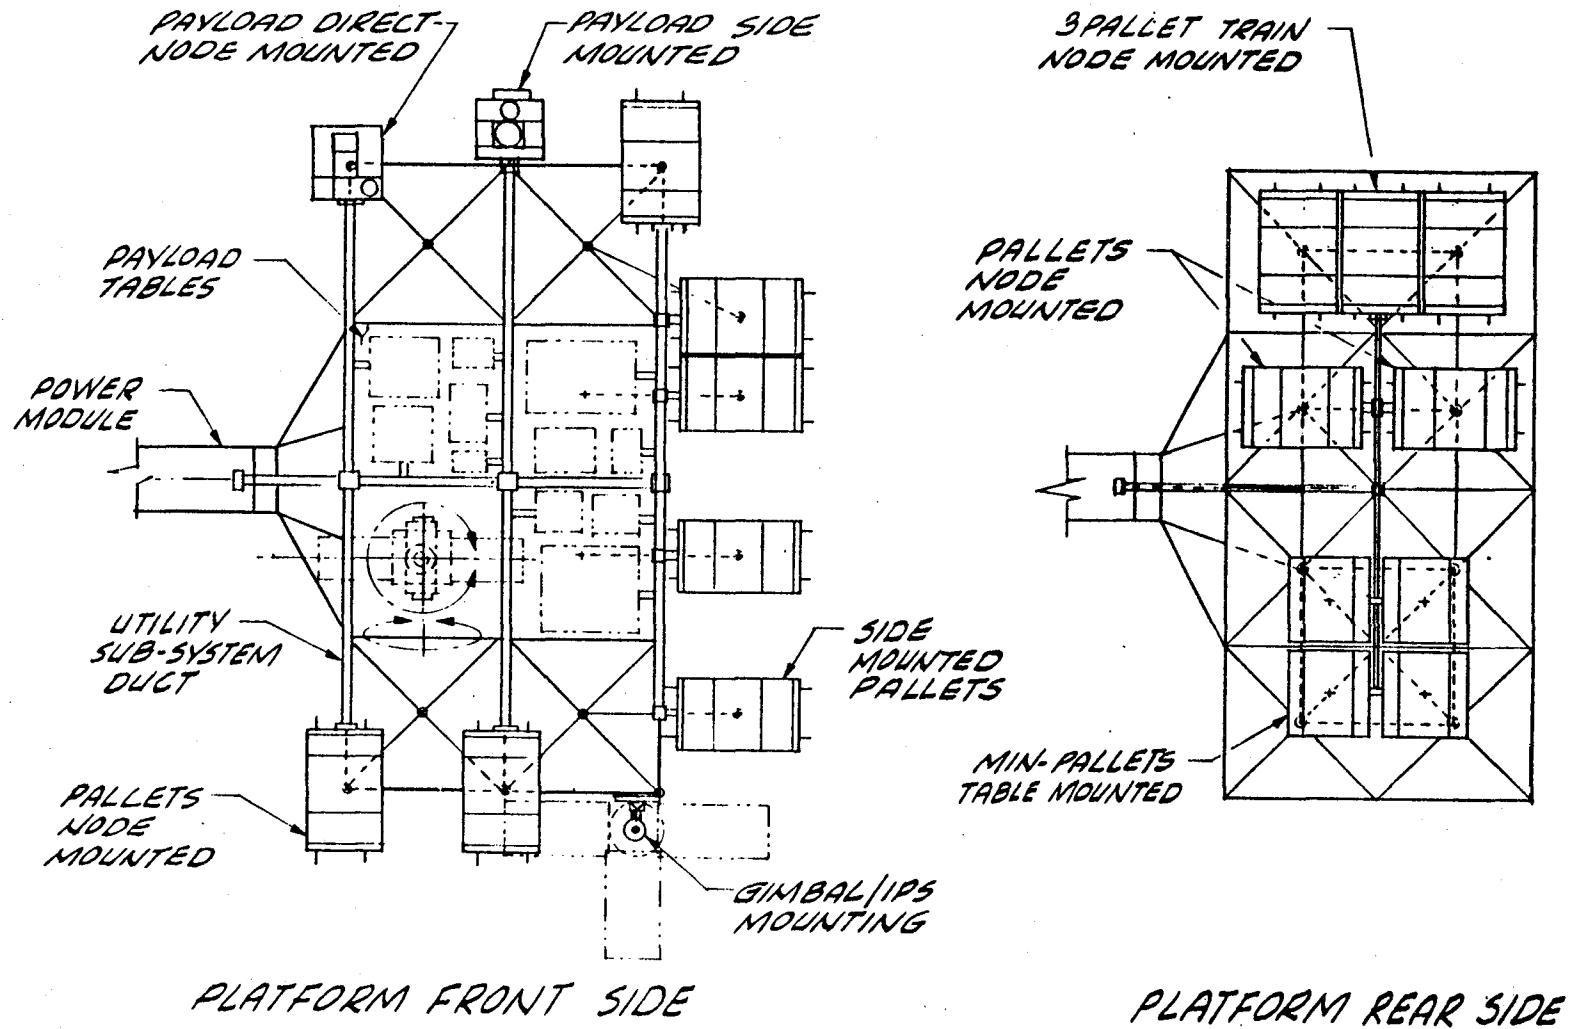 PAYLOAD DIRECT-
NODE MOUNTED
PAYLOAD SIDE
MOUNTED
3 PALLET TRAIN
NODE MOUNTED
PAYLOAD
TABLES
PALLETS
NODE
MOUNTED
POWER
MODULE
UTILITY
SUB-SYSTEM
DUCT
SIDE
MOUNTED
PALLETS
PALLETS
NODE
MOUNTED
MIN-PALLETS
TABLE MOUNTED
GIMBAL/IPS
MOUNTING
PLATFORM FRONT SIDE
PLATFORM REAR SIDE